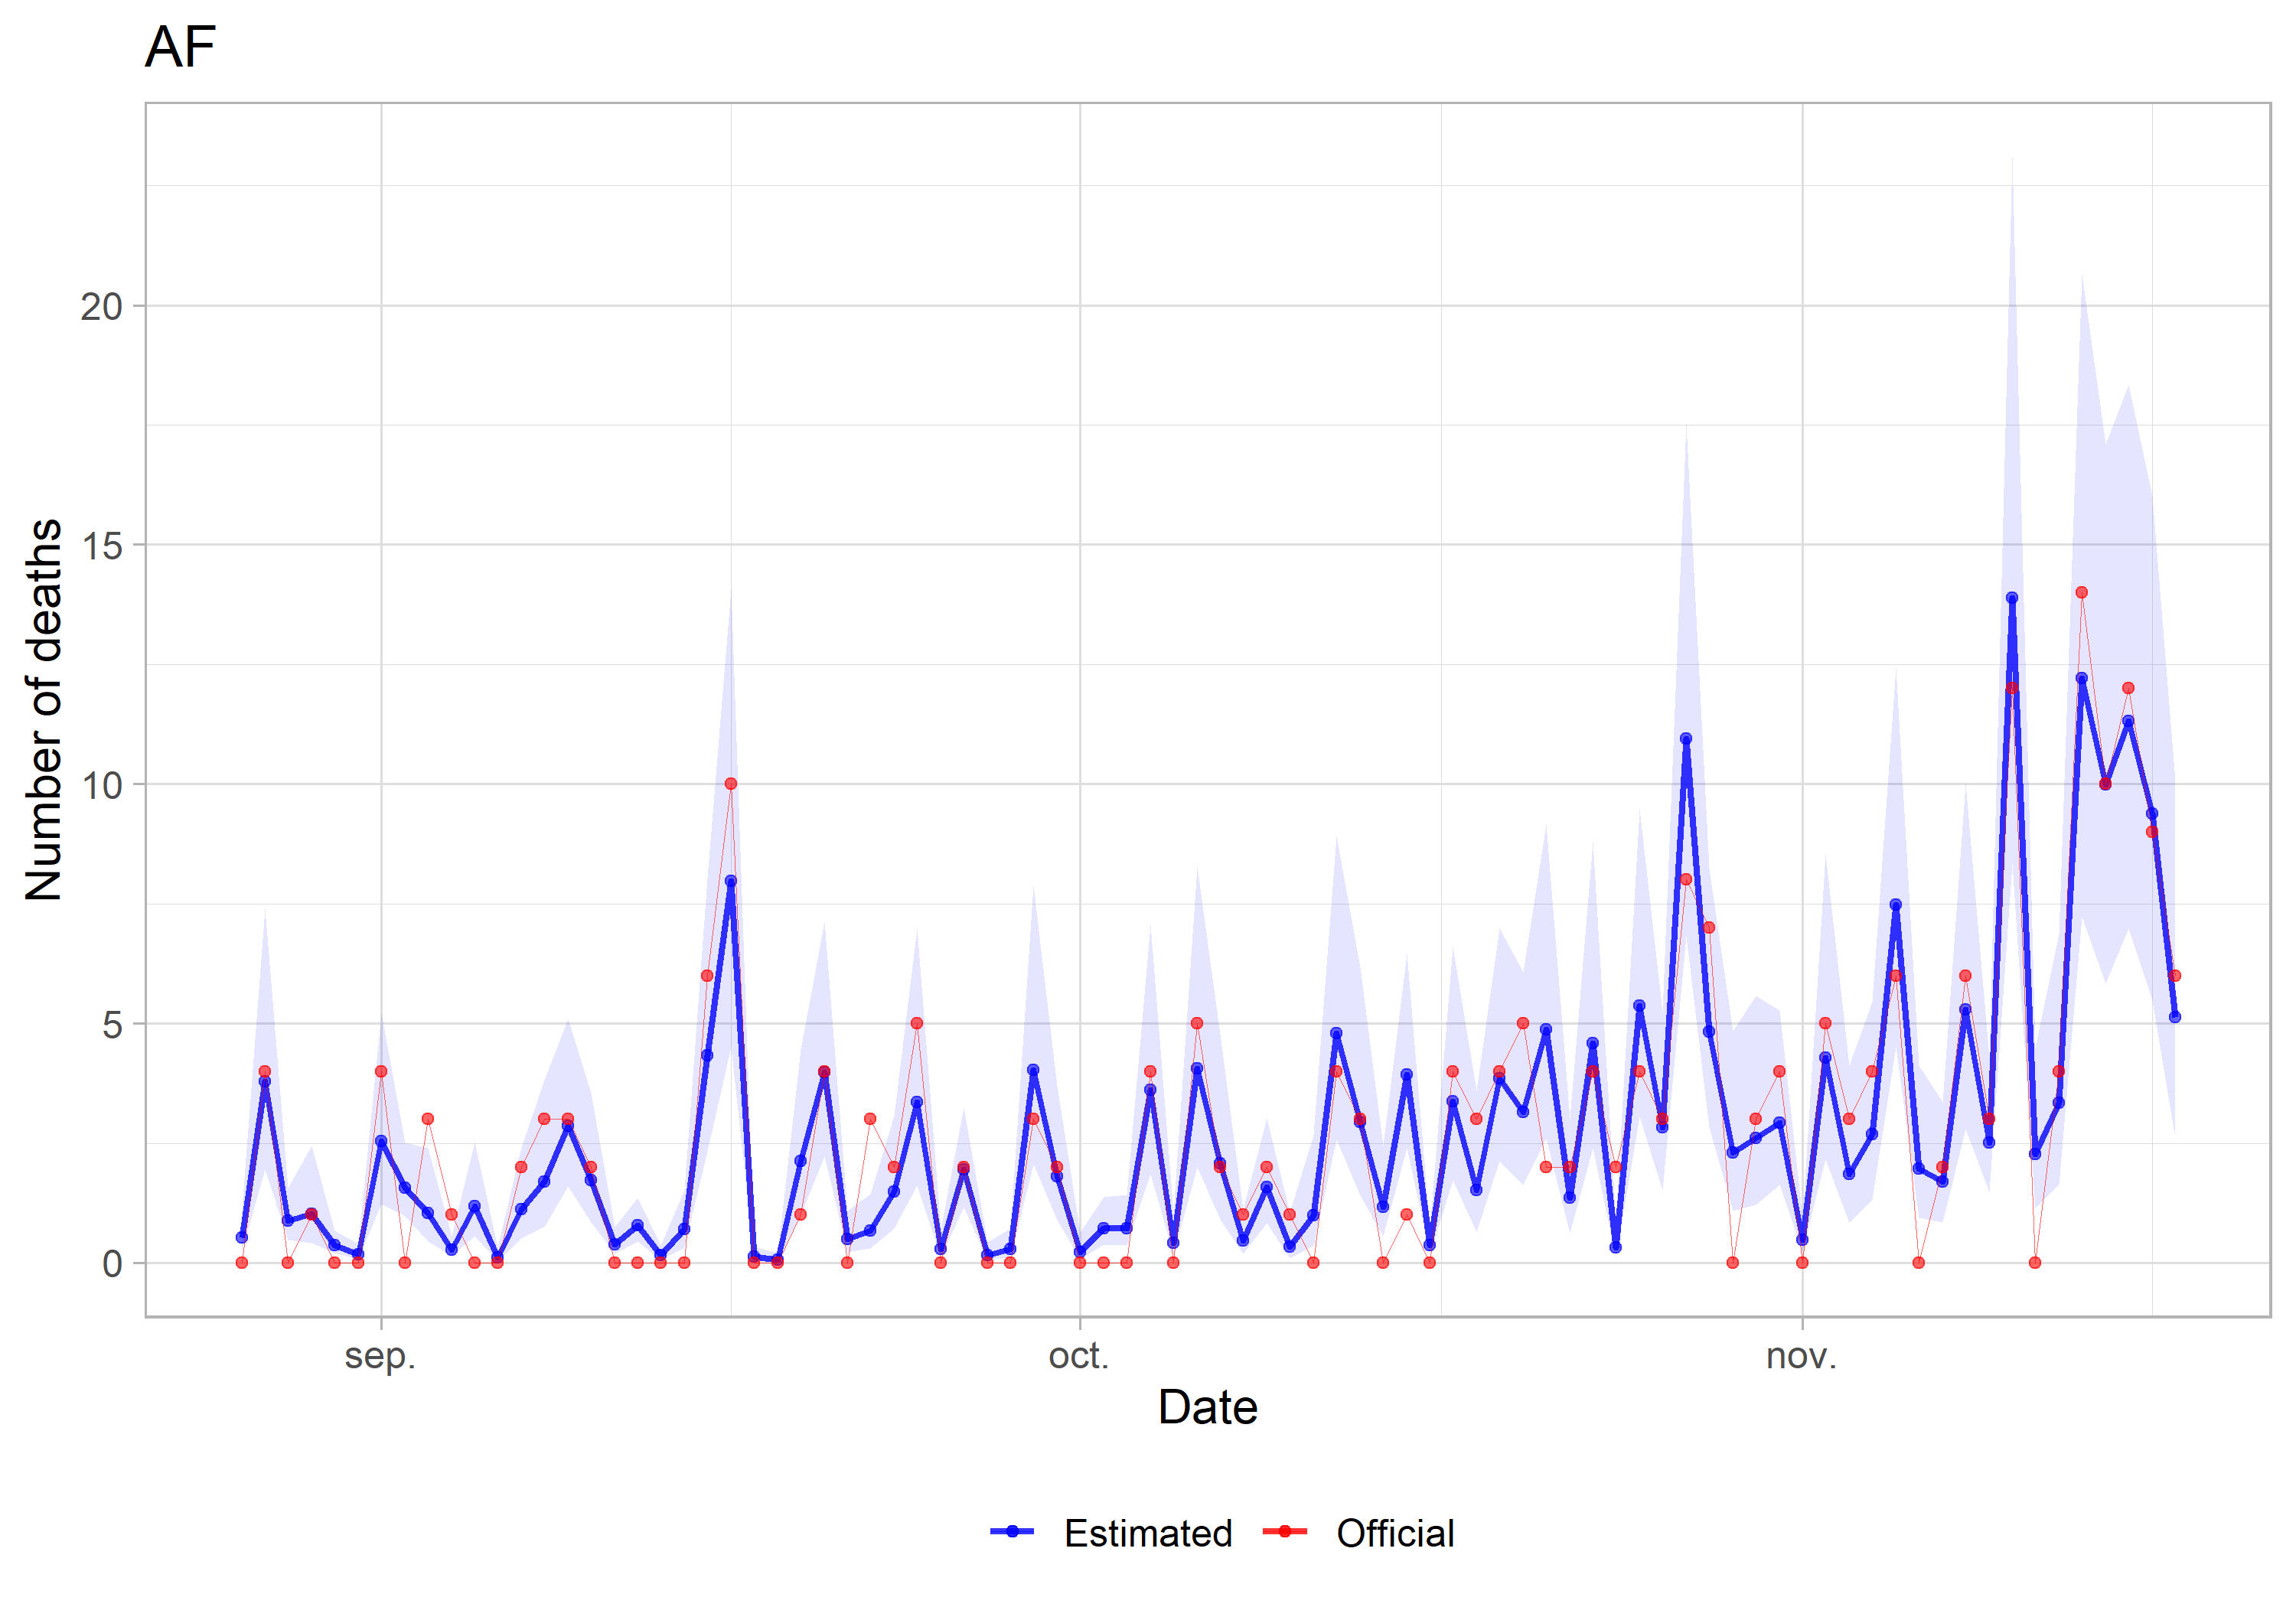 AF
Number of deaths
20
15
10
5
0
sep. oct. nov.
Date
Estimated Official